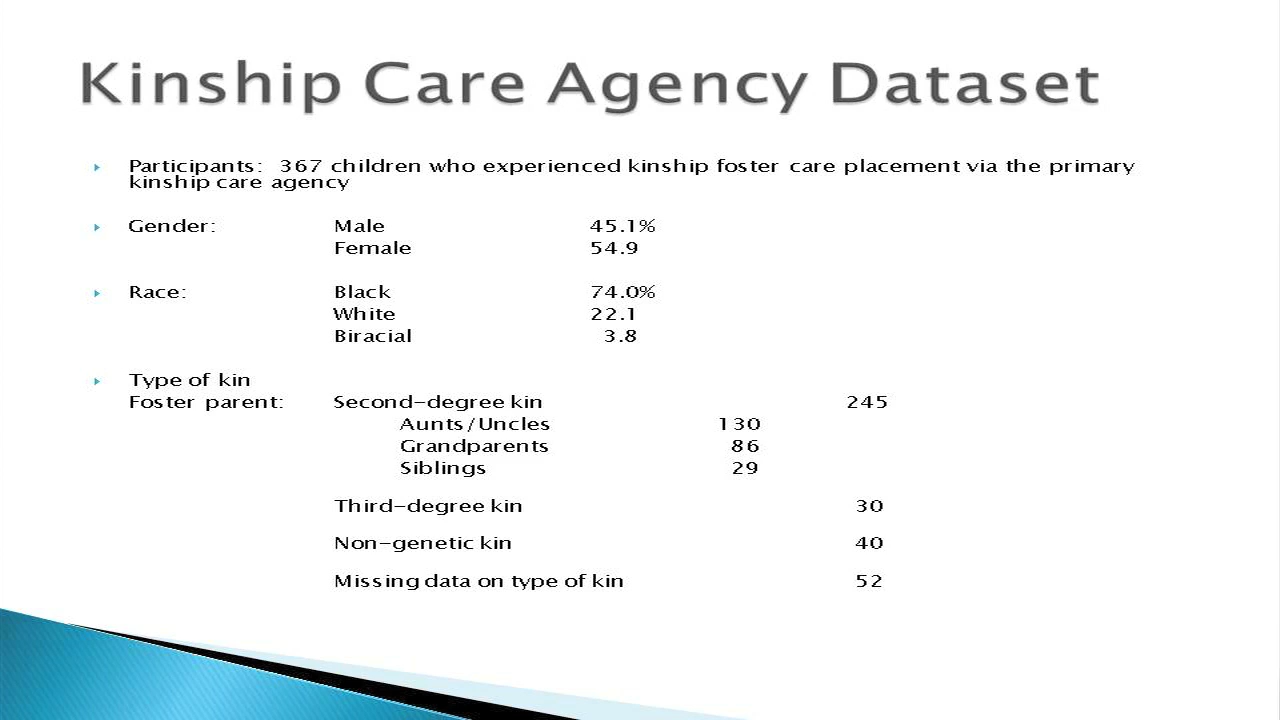 Kinship Care Agency Dataset
Participants: 367 children who experienced kinship foster care placement via the primary
kinship care agency
Gender: Male 45.1%
Female 54.9
Race: Black 74.0%
White 22.1
Biracial 3.8
Type of kin
Foster parent: Second-degree kin 245
Aunts/Uncles 130
Grandparents 86
Siblings 29
Third-degree kin 30
Non-genetic kin 40
Missing data on type of kin 52